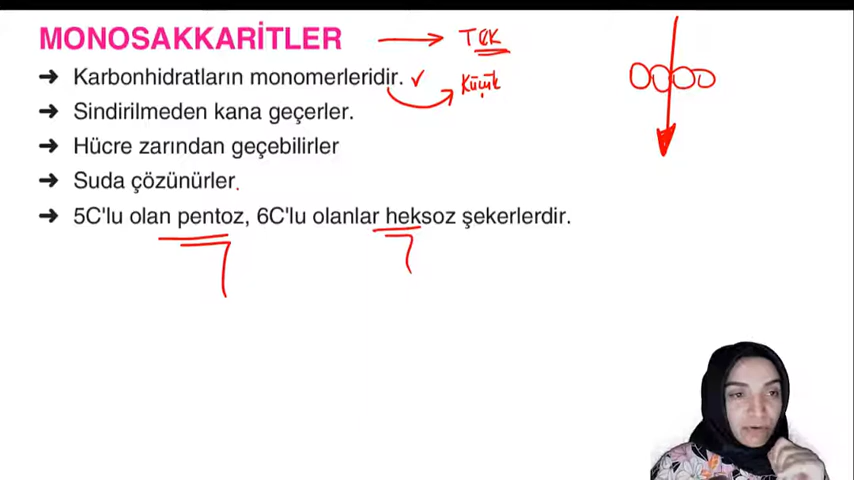 MONOSAKKARİTLER → TEK
➔ Karbonhidratların monomerleridir. ✓ Küçük
➔ Sindirilmeden kana geçerler.
➔ Hücre zarından geçebilirler
➔ Suda çözünürler.
➔ 5C'lu olan pentoz, 6C'lu olanlar heksoz şekerlerdir.